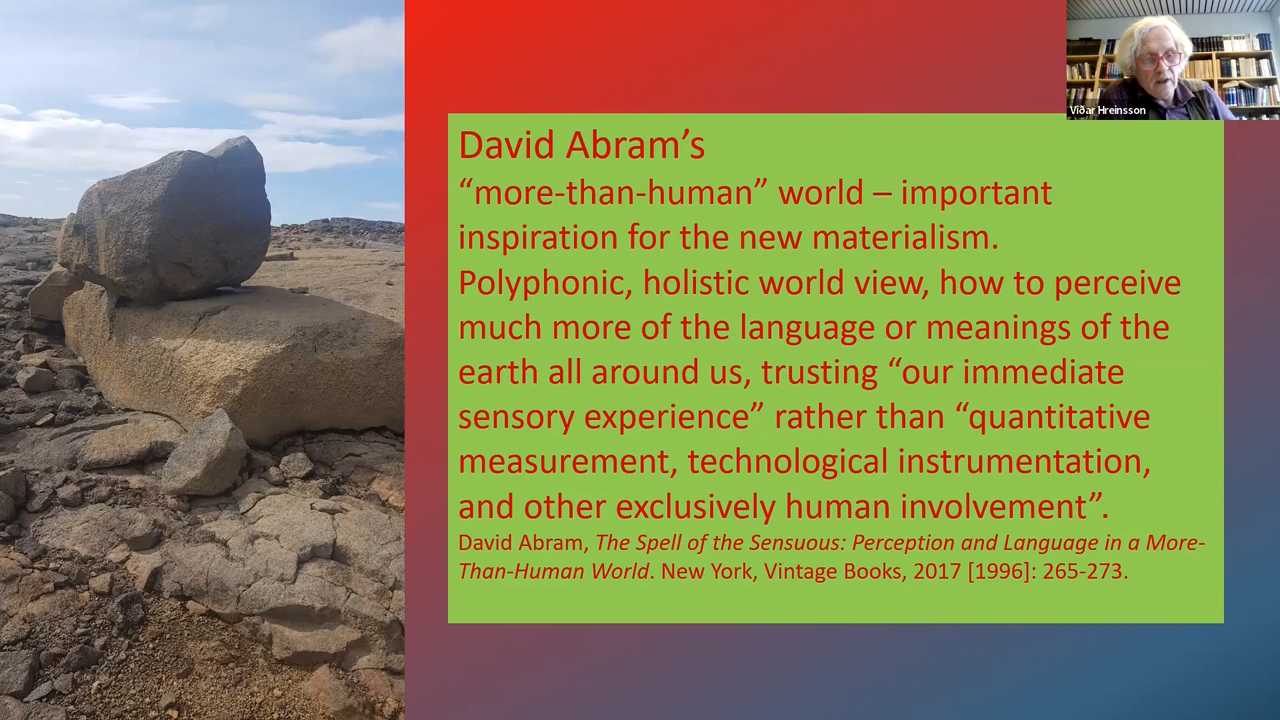 Viðar Hreinsson
David Abram’s
“more-than-human” world – important
inspiration for the new materialism.
Polyphonic, holistic world view, how to perceive
much more of the language or meanings of the
earth all around us, trusting “our immediate
sensory experience” rather than “quantitative
measurement, technological instrumentation,
and other exclusively human involvement”.
David Abram, The Spell of the Sensuous: Perception and Language in a More-
Than-Human World. New York, Vintage Books, 2017 [1996]: 265-273.